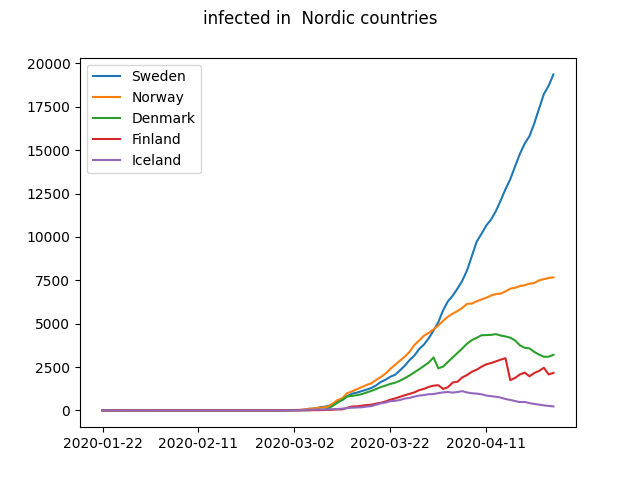 infected in  Nordic countries
20000
17500
15000
12500
10000
7500
5000
2500
0
Sweden
Norway
Denmark
Finland
Iceland
2020-01-22 2020-02-11 2020-03-02 2020-03-22 2020-04-11